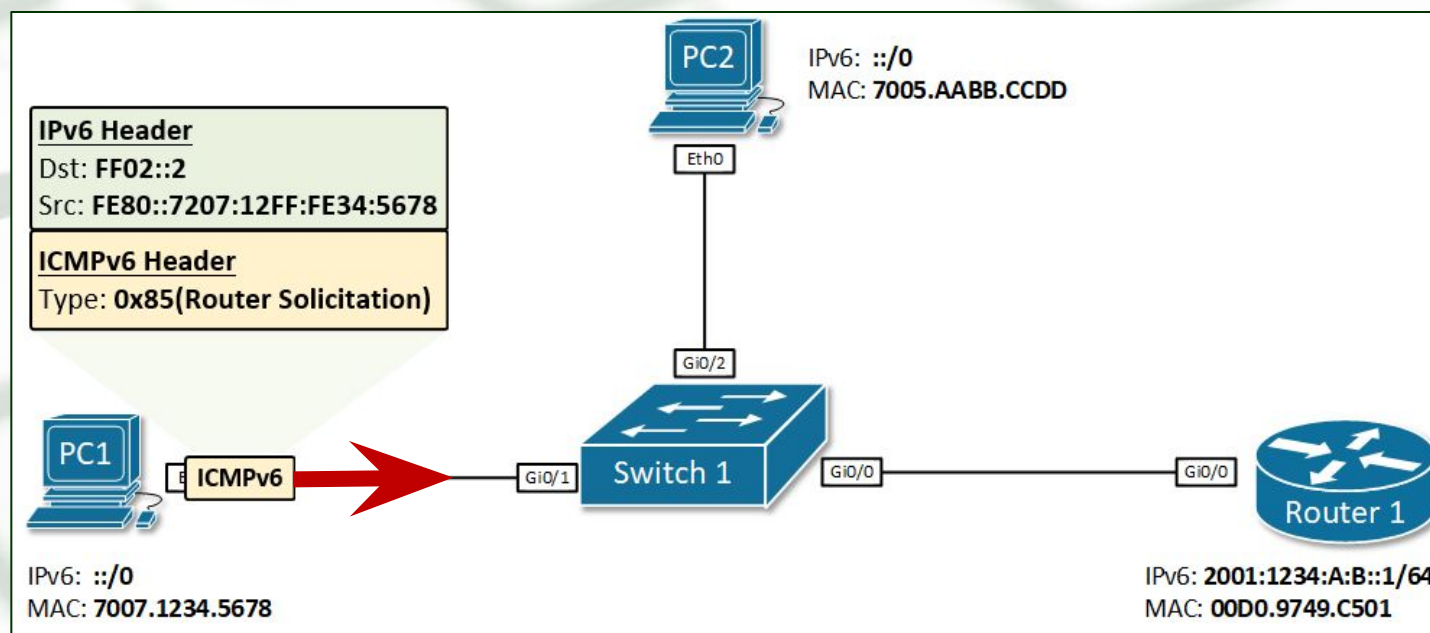 PC2
IPv6: ::/0
MAC: 7005.AABB.CCDD
IPv6 Header
Dst: FF02::2
Src: FE80::7207:12FF:FE34:5678
ICMPv6 Header
Type: 0x85(Router Solicitation)
Eth0
Gi0/2
PC1
E
ICMPv6
Gi0/1
Switch 1
Gi0/0
Gi0/0
Router 1
IPv6: ::/0
MAC: 7007.1234.5678
IPv6: 2001:1234:A:B::1/64
MAC: 00D0.9749.C501